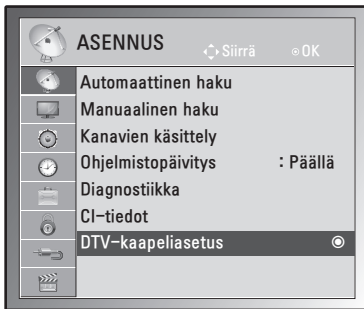 ASENNUS Siirrä OK
Automaattinen haku
Manuaalinen haku
Kanavien käsittely
Ohjelmistopäivitys : Päällä
Diagnostiikka
CI-tiedot
DTV-kaapeliasetus